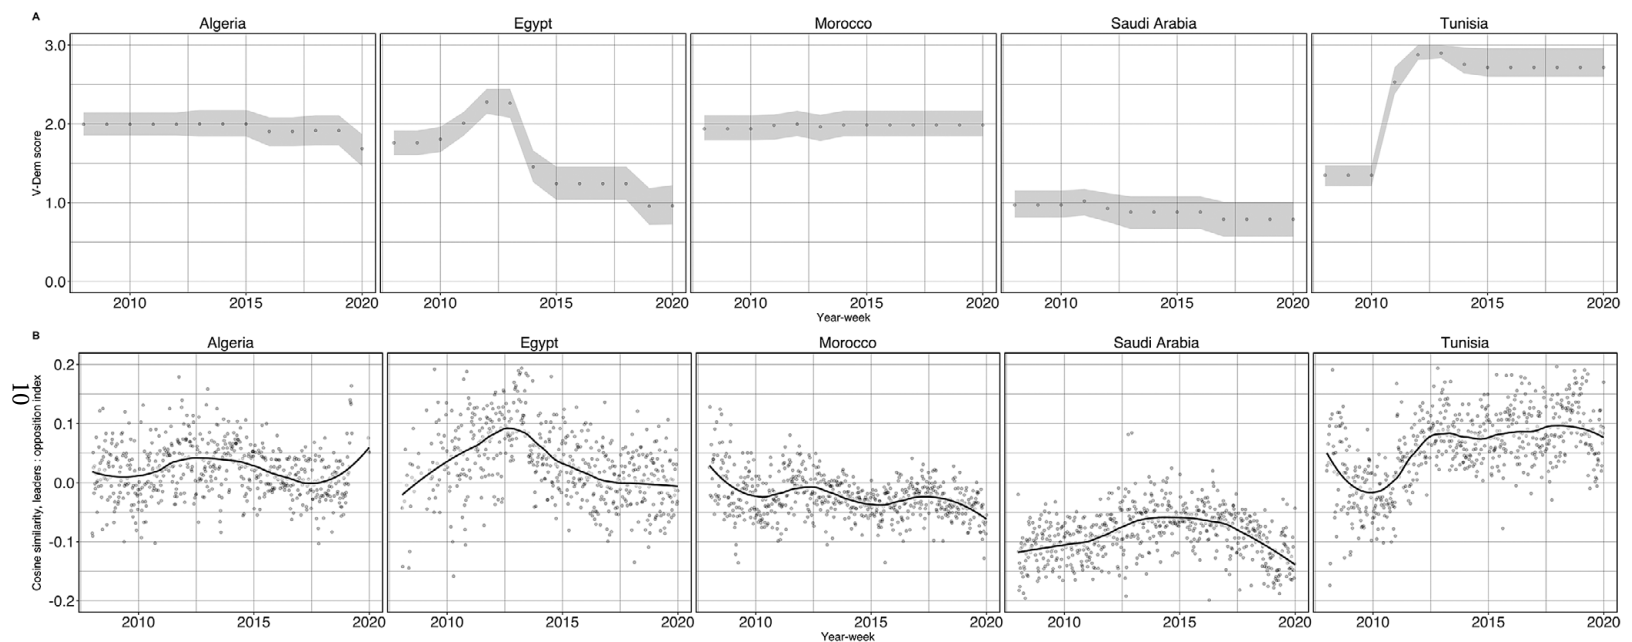 A
Algeria Egypt Morocco Saudi Arabia Tunisia
3.0
2.0
1.0
0.0
V-Dem score
2010 2015 2020 2010 2015 2020 2010 2015 2020 2010 2015 2020 2010 2015 2020
Year-week
B
Algeria Egypt Morocco Saudi Arabia Tunisia
0.2
0.1
0.0
-0.1
-0.2
Cosine similarity, leaders : opposition index
10
2010 2015 2020 2010 2015 2020 2010 2015 2020 2010 2015 2020 2010 2015 2020
Year-week